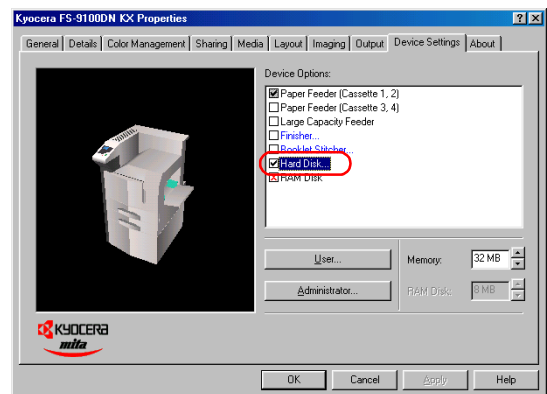 Kyocera FS-9100DN KX Properties
General Details Color Management Sharing Media Layout Imaging Output Device Settings About
Device Options:
Paper Feeder (Cassette 1, 2)
Paper Feeder (Cassette 3, 4)
Large Capacity Feeder
Finisher...
Booklet Stitcher...
Hard Disk...
RAM Disk
User...
Memory: 32 MB
Administrator...
RAM Disk: 8 MB
KYOCERA
mita
OK Cancel Apply Help